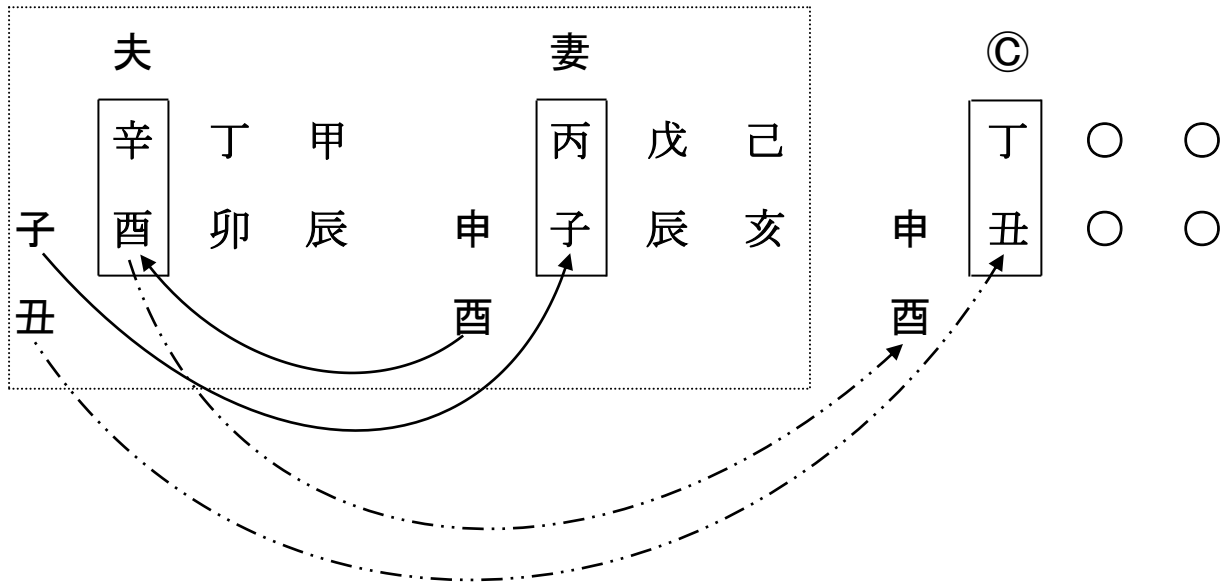 夫 妻 Ⓒ
辛 丁 甲 丙 戊 己 丁 〇 〇
子 酉 卯 辰 申 子 辰 亥 申 丑 〇 〇
丑 酉 酉